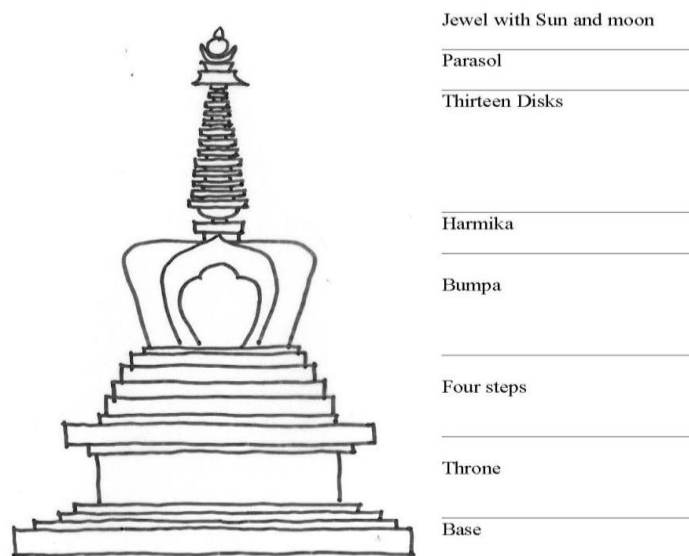 Jewel with Sun and moon
Parasol
Thirteen Disks
Harmika
Bumpa
Four steps
Throne
Base